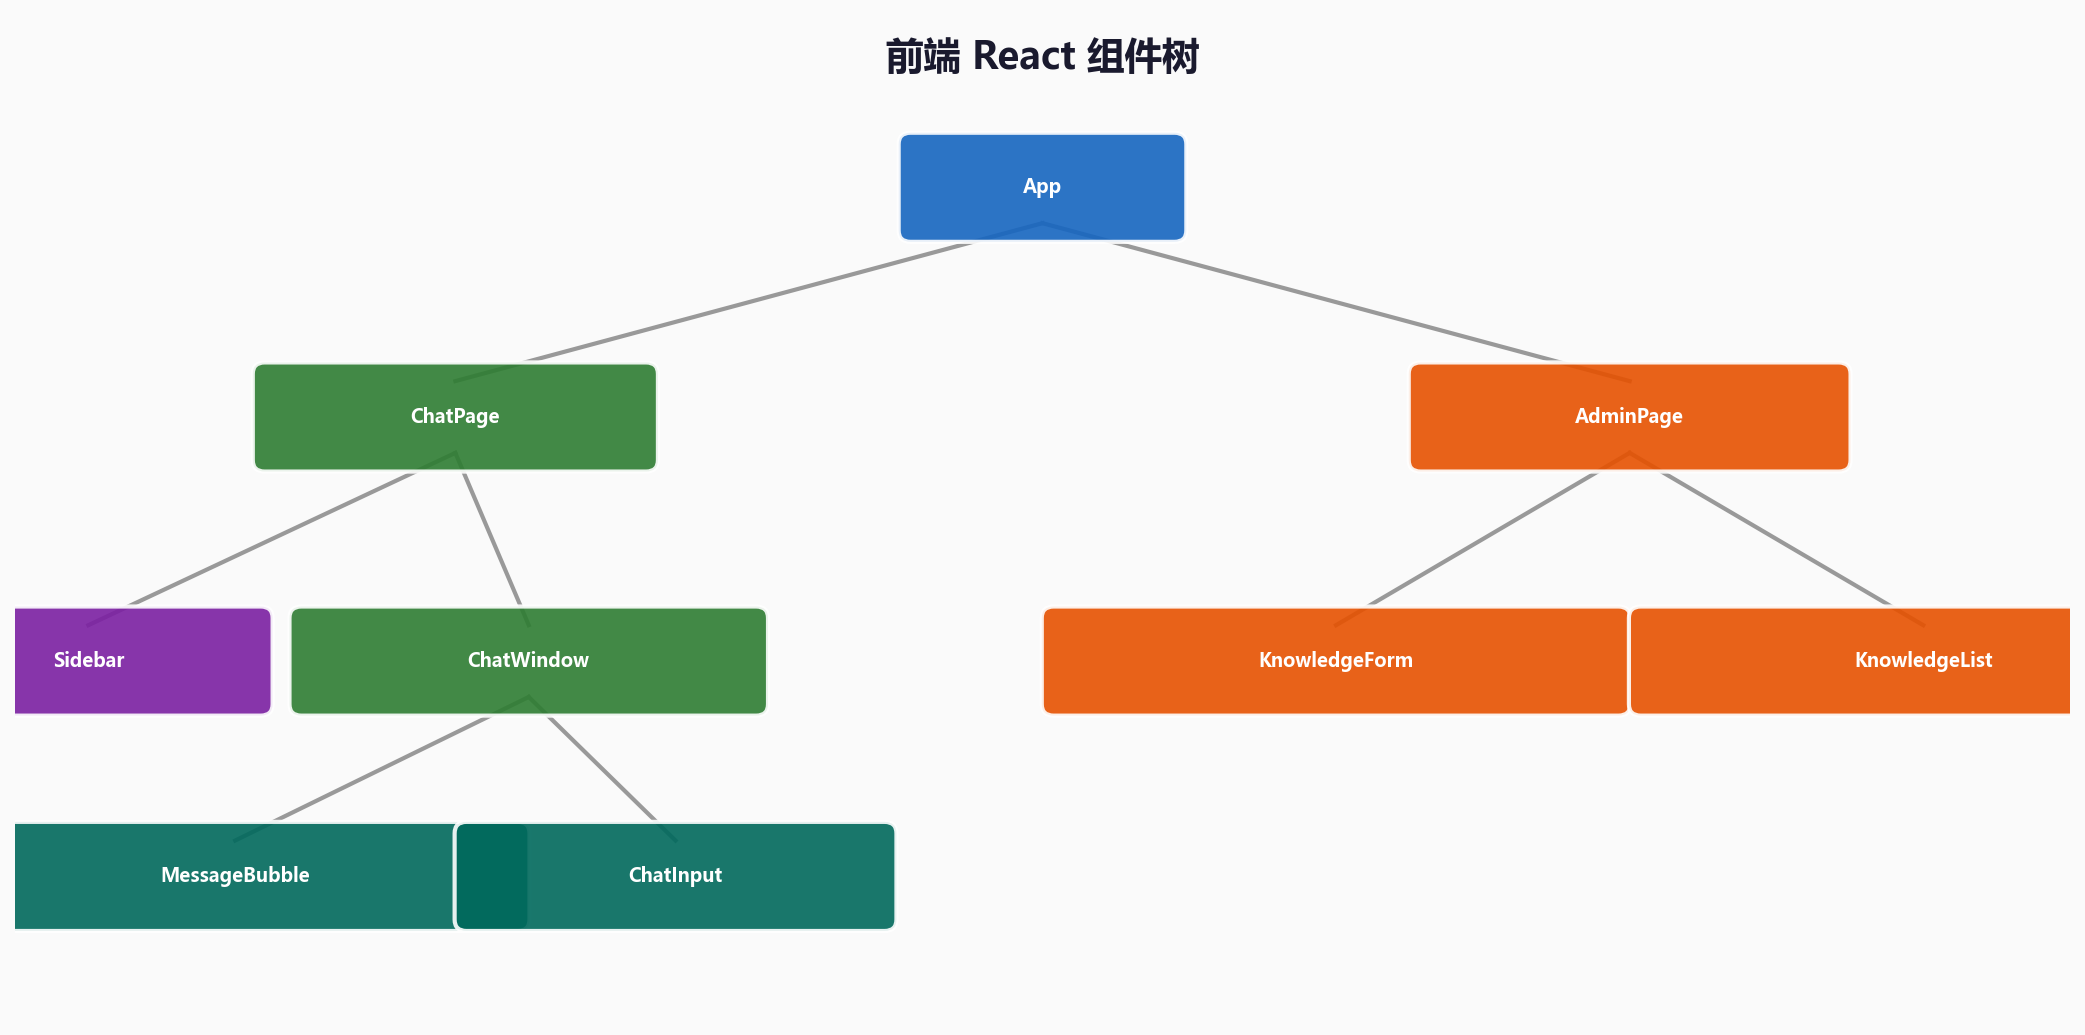 前端 React 组件树
App
ChatPage
AdminPage
Sidebar
ChatWindow
KnowledgeForm
KnowledgeList
MessageBubble
ChatInput